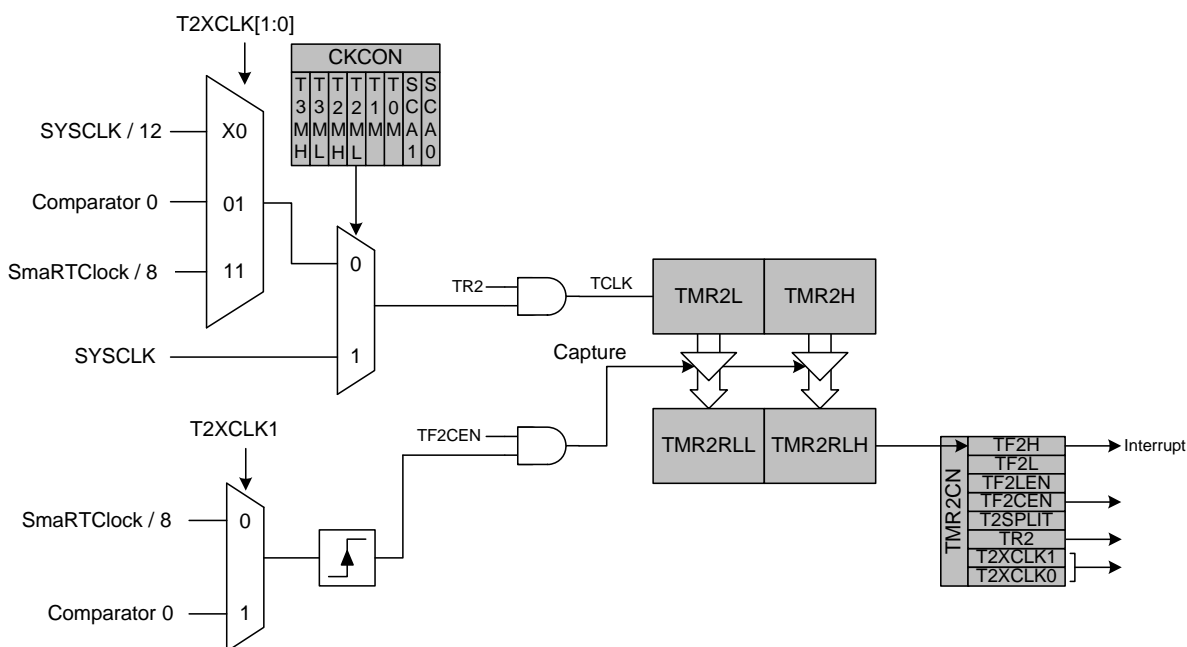 T2XCLK[1:0]
CKCON
T3MH T3ML T2MH T2ML T1M T0M SCA1 SCA0
SYSCLK / 12
X0
Comparator 0
01
SmaRTClock / 8
11
0
SYSCLK
1
TR2
TCLK
TMR2L
TMR2H
Capture
TF2CEN
TMR2RLL
TMR2RLH
T2XCLK1
SmaRTClock / 8
0
Comparator 0
1
TMR2CN
TF2H
Interrupt
TF2L
TF2LEN
TF2CEN
T2SPLIT
TR2
T2XCLK1
T2XCLK0